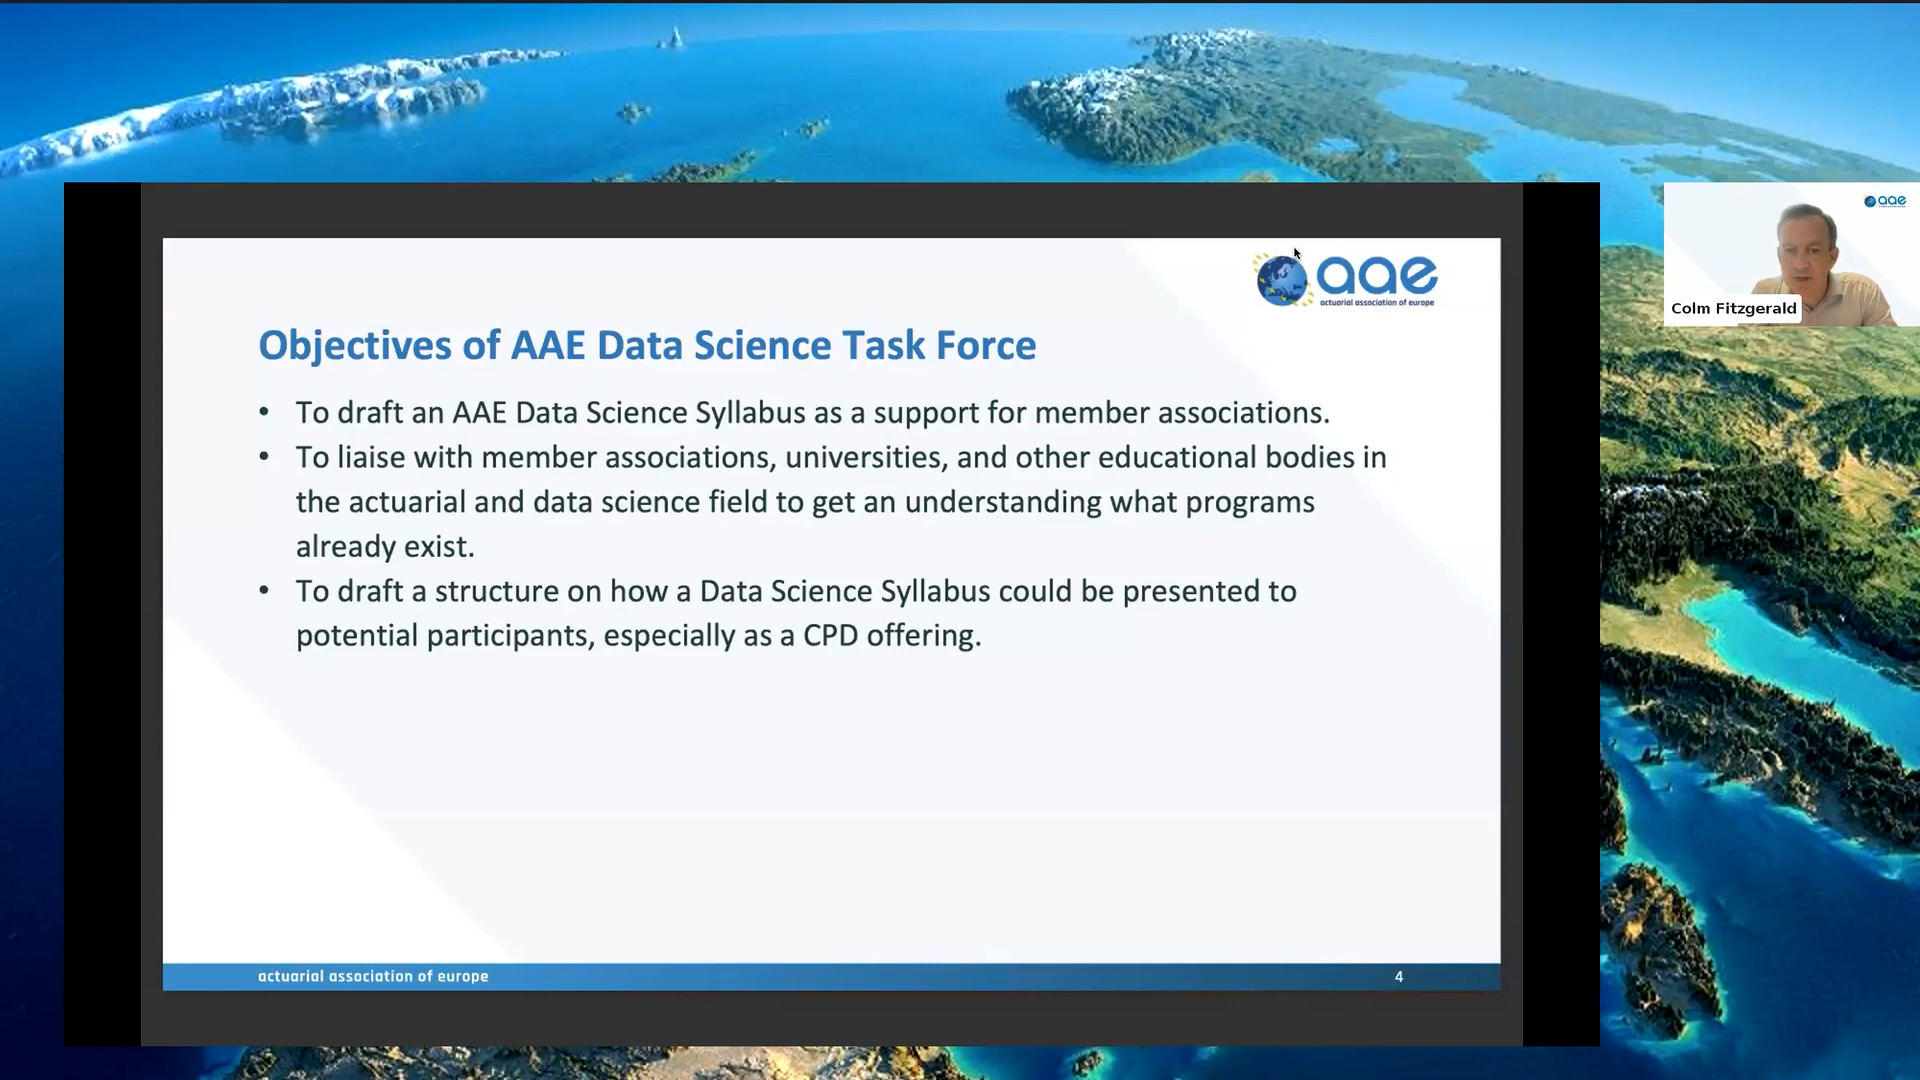 aae
actuarial association of europe
aae
Colm Fitzgerald
Objectives of AAE Data Science Task Force
• To draft an AAE Data Science Syllabus as a support for member associations.
• To liaise with member associations, universities, and other educational bodies in
the actuarial and data science field to get an understanding what programs
already exist.
• To draft a structure on how a Data Science Syllabus could be presented to
potential participants, especially as a CPD offering.
actuarial association of europe
4